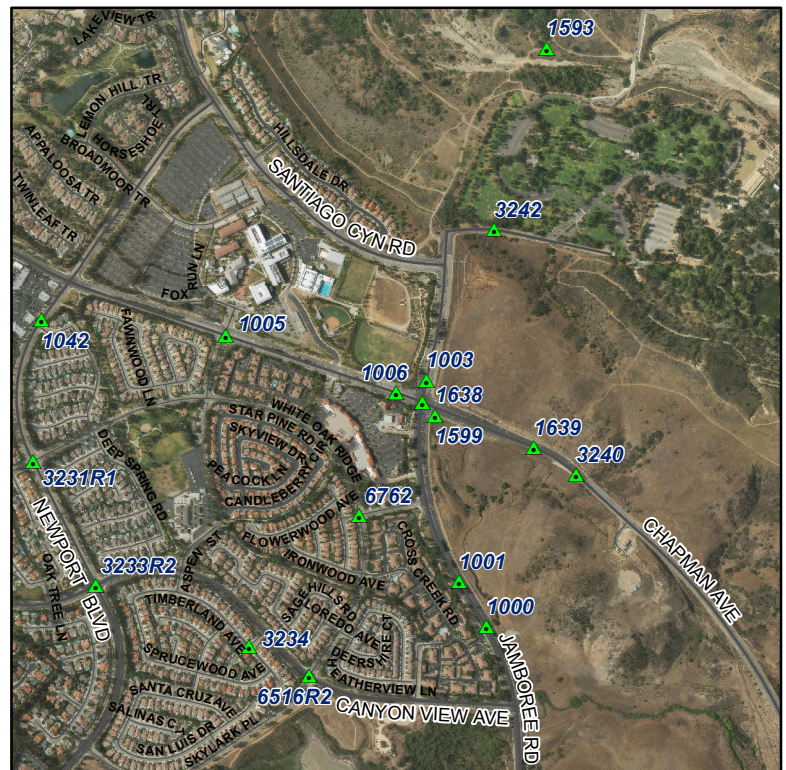 1593
LAKEVIEW TR
LEMON HILL TR
HORSESHOE TRL
APPALOOSA TR
BROADMOOR TR
TWINLEAF TR
HILLSDALE DR
SANTIAGO CYN RD
3242
FOX RUN LN
1042
FAWNWOOD LN
1005
1003
1006
1638
1599
1639
3240
WHITE OAK RIDGE
STAR PINE RD
SKYVIEW DR
PEACOCK LN
CANDLEBERRY CI
DEEP SPRING RD
3231R1
6762
FLOWERWOOD AVE
IRONWOOD AVE
CROSS CREEK RD
CHAPMAN AVE
NEWPORT BLVD
ASPEN ST
3233R2
OAK TREE LN
1001
1000
TIMBERLAND AVE
SAGE HILLS RD
LOREDO AVE
DEERSHIRE CT
3234
SPRUCEWOOD AVE
HEATHERVIEW LN
6516R2
SANTA CRUZ AVE
SALINAS CT
SAN LUIS DR
SKYLARK PL
CANYON VIEW AVE
JAMBOREE RD